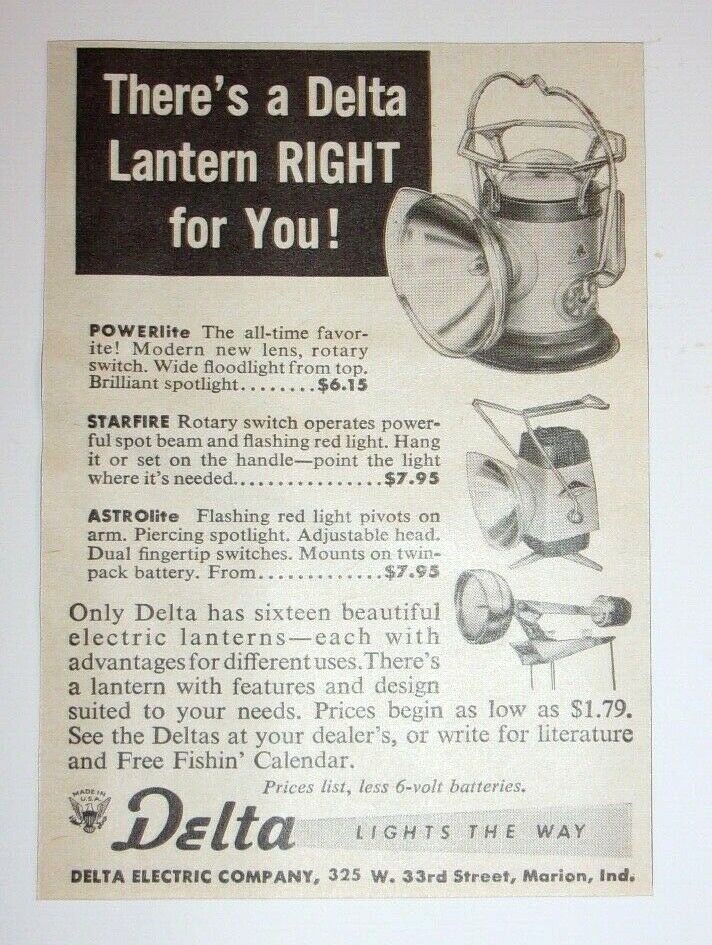 There's a Delta
Lantern RIGHT
for You!
POWERlite The all-time favor-
ite! Modern new lens, rotary
switch. Wide floodlight from top.
Brilliant spotlight........$6.15
STARFIRE Rotary switch operates power-
ful spot beam and flashing red light. Hang
it or set on the handle—point the light
where it's needed...............$7.95
ASTROlite Flashing red light pivots on
arm. Piercing spotlight. Adjustable head.
Dual fingertip switches. Mounts on twin-
pack battery. From.............$7.95
Only Delta has sixteen beautiful
electric lanterns—each with
advantages for different uses. There's
a lantern with features and design
suited to your needs. Prices begin as low as $1.79.
See the Deltas at your dealer's, or write for literature
and Free Fishin' Calendar.
Prices list, less 6-volt batteries.
MADE IN
U.S.A.
Delta
LIGHTS THE WAY
DELTA ELECTRIC COMPANY, 325 W. 33rd Street, Marion, Ind.